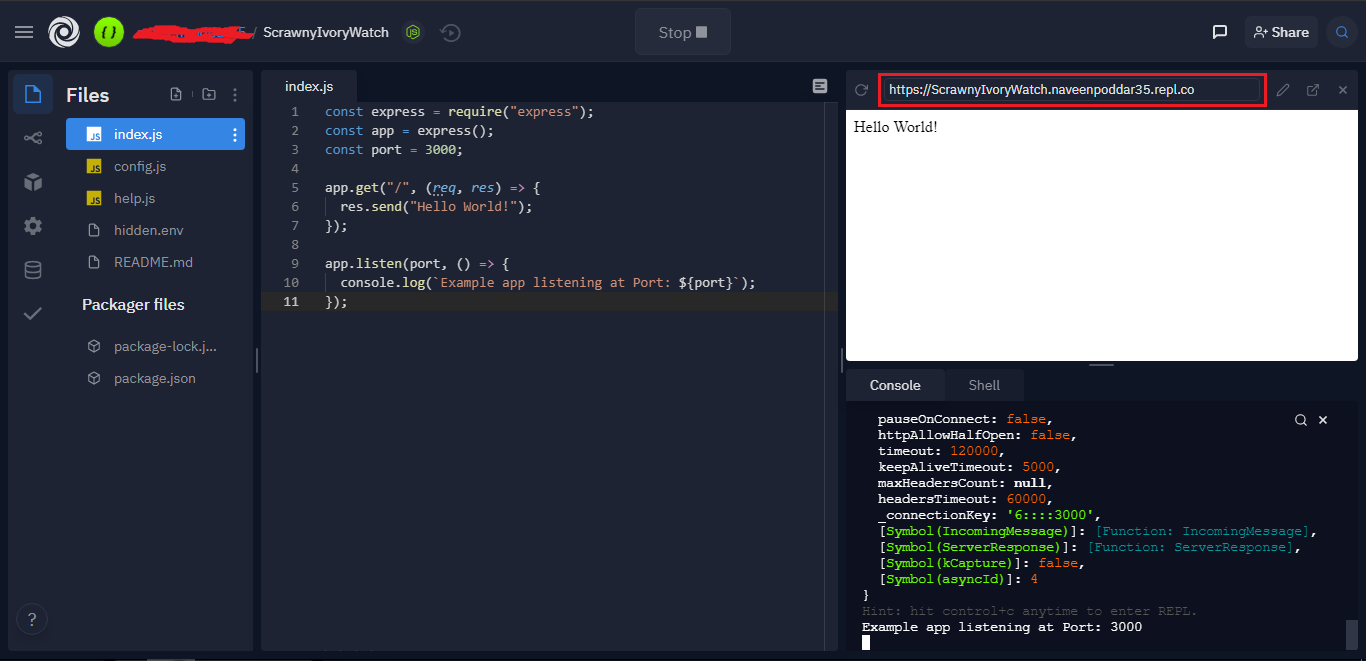 / ScrawnyIvoryWatch
Stop
Share
Files
index.js
config.js
help.js
hidden.env
README.md
Packager files
package-lock.j...
package.json
?
index.js
1 const express = require("express");
2 const app = express();
3 const port = 3000;
4
5 app.get("/", (req, res) => {
6 res.send("Hello World!");
7 });
8
9 app.listen(port, () => {
10 console.log(`Example app listening at Port: ${port}`);
11 });
https://ScrawnyIvoryWatch.naveenpoddar35.repl.co
Hello World!
Console Shell
pauseOnConnect: false,
httpAllowHalfOpen: false,
timeout: 120000,
keepAliveTimeout: 5000,
maxHeadersCount: null,
headersTimeout: 60000,
_connectionKey: '6::::3000',
[Symbol(IncomingMessage)]: [Function: IncomingMessage],
[Symbol(ServerResponse)]: [Function: ServerResponse],
[Symbol(kCapture)]: false,
[Symbol(asyncId)]: 4
}
Hint: hit control+c anytime to enter REPL.
Example app listening at Port: 3000